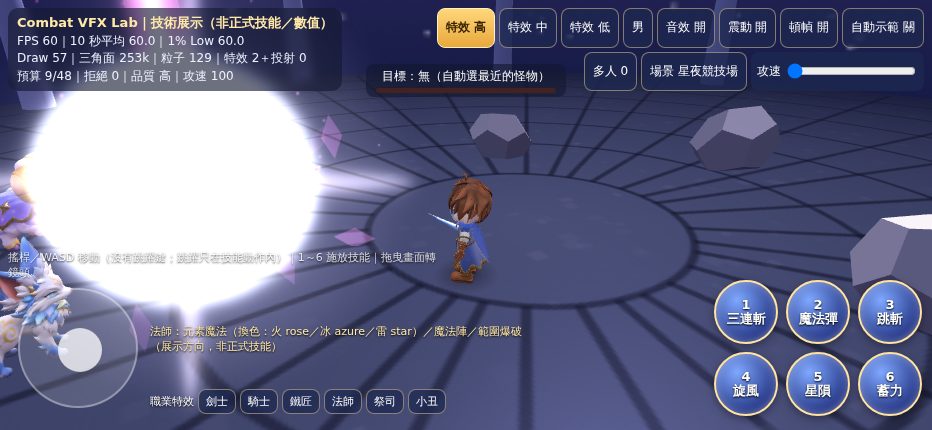 Combat VFX Lab｜技術展示（非正式技能／數值）
FPS 60｜10 秒平均 60.0｜1% Low 60.0
Draw 57｜三角面 253k｜粒子 129｜特效 2＋投射 0
預算 9/48｜拒絕 0｜品質 高｜攻速 100
特效 高
特效 中
特效 低
男
音效 開
震動 開
頓幀 開
自動示範 關
目標：無（自動選最近的怪物）
多人 0
場景 星夜競技場
攻速
搖桿／WASD 移動（沒有跳躍鍵；跳躍只在技能動作內）｜1～6 施放技能｜拖曳畫面轉
鏡頭
法師：元素魔法（換色：火 rose／冰 azure／雷 star）／魔法陣／範圍爆破
（展示方向，非正式技能）
職業特效
劍士
騎士
鐵匠
法師
祭司
小丑
1
三連斬
2
魔法彈
3
跳斬
4
旋風
5
星隕
6
蓄力